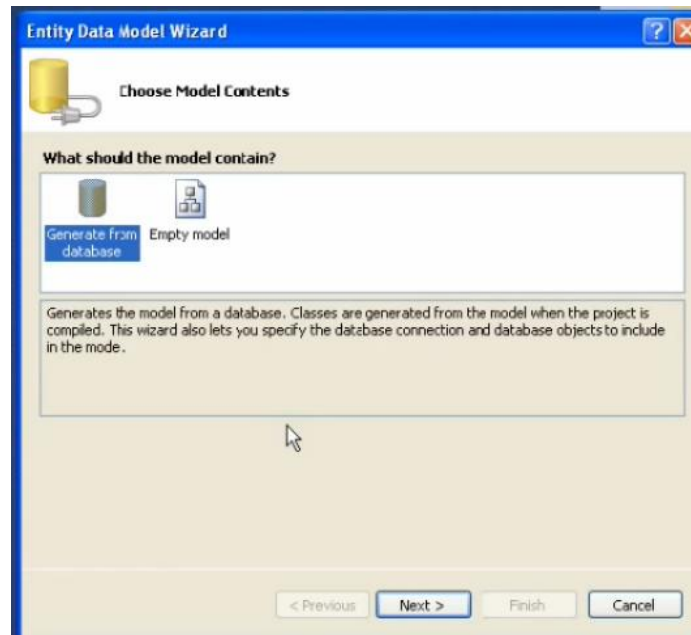 Entity Data Model Wizard
Choose Model Contents
What should the model contain?
Generate from
database
Empty model
Generates the model from a database. Classes are generated from the model when the project is
compiled. This wizard also lets you specify the database connection and database objects to include
in the mode.
< Previous
Next >
Finish
Cancel